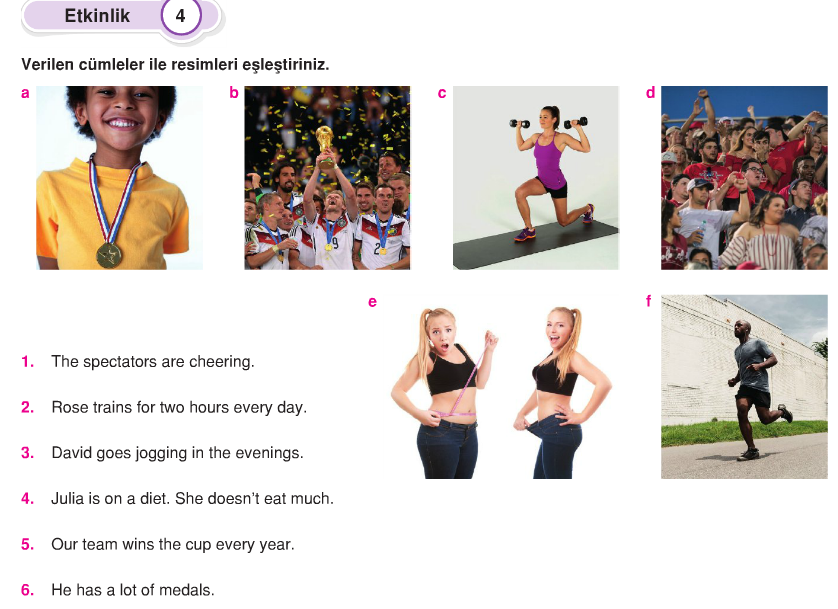 Etkinlik 4
Verilen cümleler ile resimleri eşleştiriniz.
a b c d
e f
1. The spectators are cheering.
2. Rose trains for two hours every day.
3. David goes jogging in the evenings.
4. Julia is on a diet. She doesn't eat much.
5. Our team wins the cup every year.
6. He has a lot of medals.